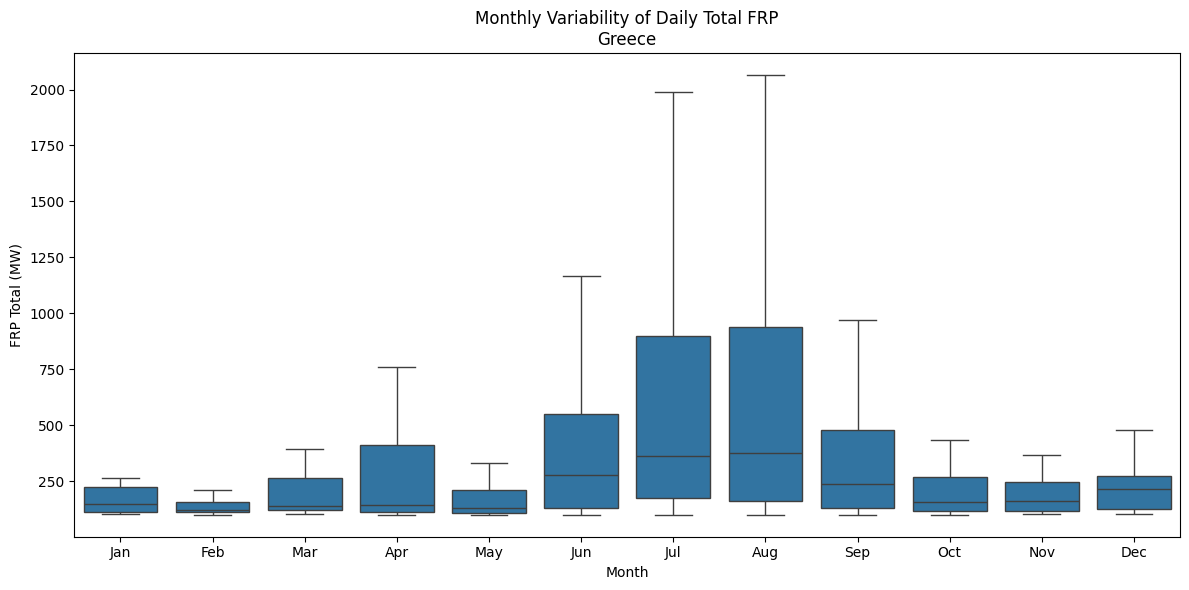 Monthly Variability of Daily Total FRP
Greece
FRP Total (MW)
2000
1750
1500
1250
1000
750
500
250
Jan Feb Mar Apr May Jun Jul Aug Sep Oct Nov Dec
Month